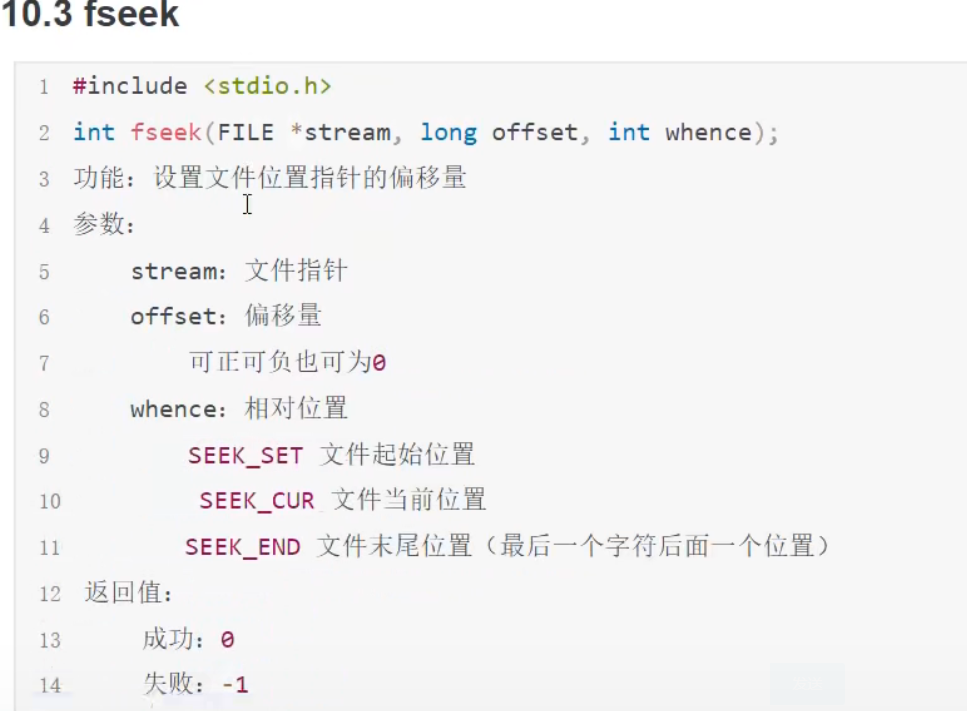 10.3 fseek
1 #include <stdio.h>
2 int fseek(FILE *stream, long offset, int whence);
3 功能：设置文件位置指针的偏移量
4 参数：
5 stream：文件指针
6 offset：偏移量
7 可正可负也可为0
8 whence：相对位置
9 SEEK_SET 文件起始位置
10 SEEK_CUR 文件当前位置
11 SEEK_END 文件末尾位置（最后一个字符后面一个位置）
12 返回值：
13 成功：0
14 失败：-1